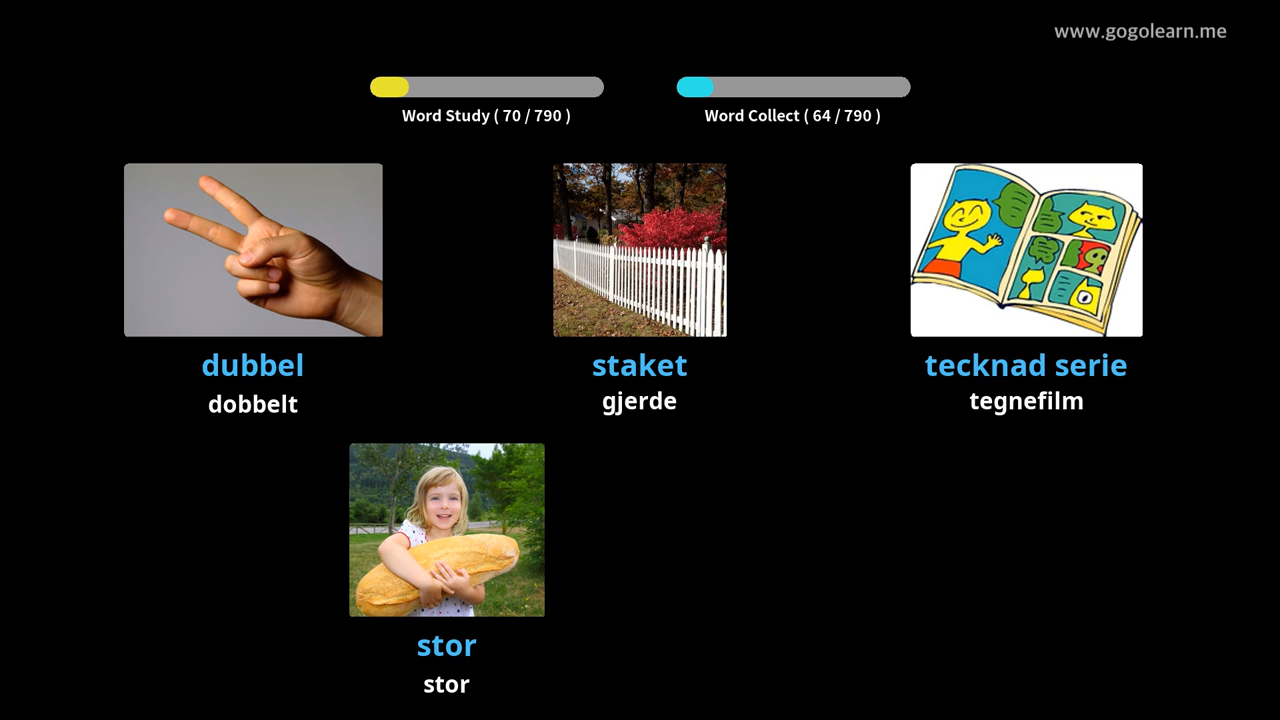 www.gogolearn.me
Word Study ( 70 / 790 )
Word Collect ( 64 / 790 )
dubbel
dobbelt
staket
gjerde
tecknad serie
tegnefilm
stor
stor